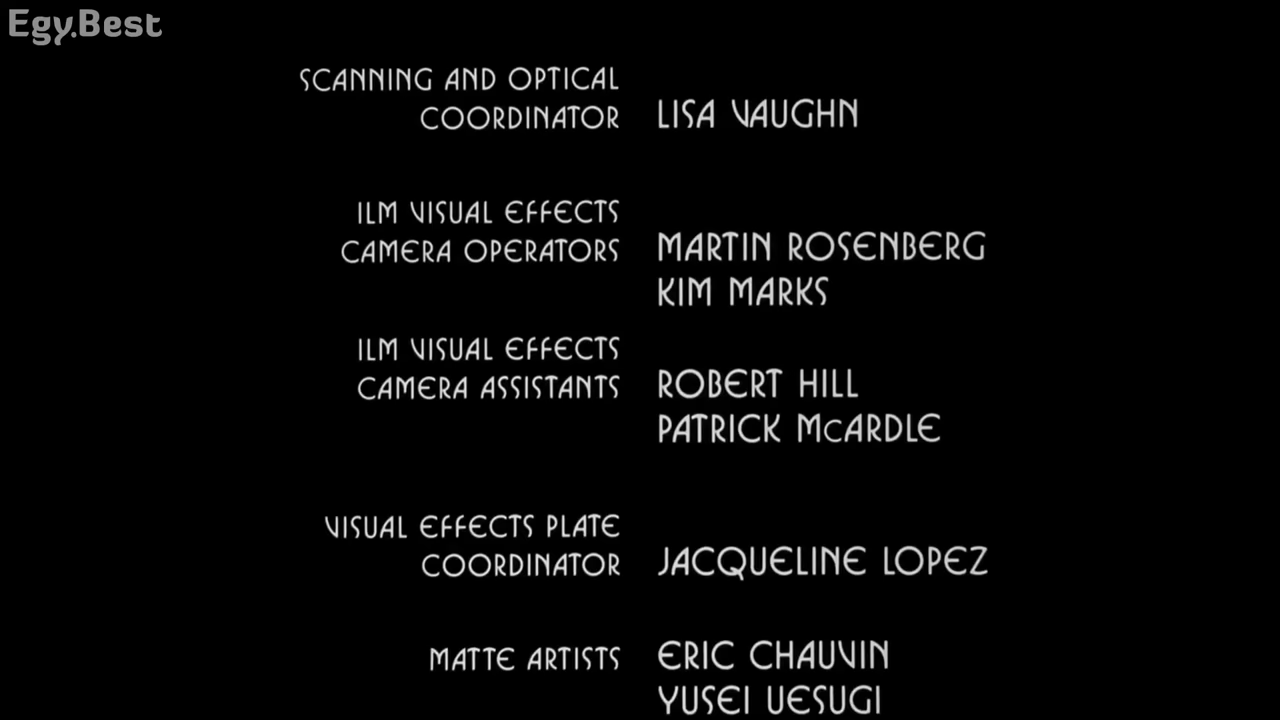 Egy.Best
SCANNING AND OPTICAL
COORDINATOR LISA VAUGHN
ILM VISUAL EFFECTS
CAMERA OPERATORS MARTIN ROSENBERG
KIM MARKS
ILM VISUAL EFFECTS
CAMERA ASSISTANTS ROBERT HILL
PATRICK McARDLE
VISUAL EFFECTS PLATE
COORDINATOR JACQUELINE LOPEZ
MATTE ARTISTS ERIC CHAUVIN
YUSEI UESUGI